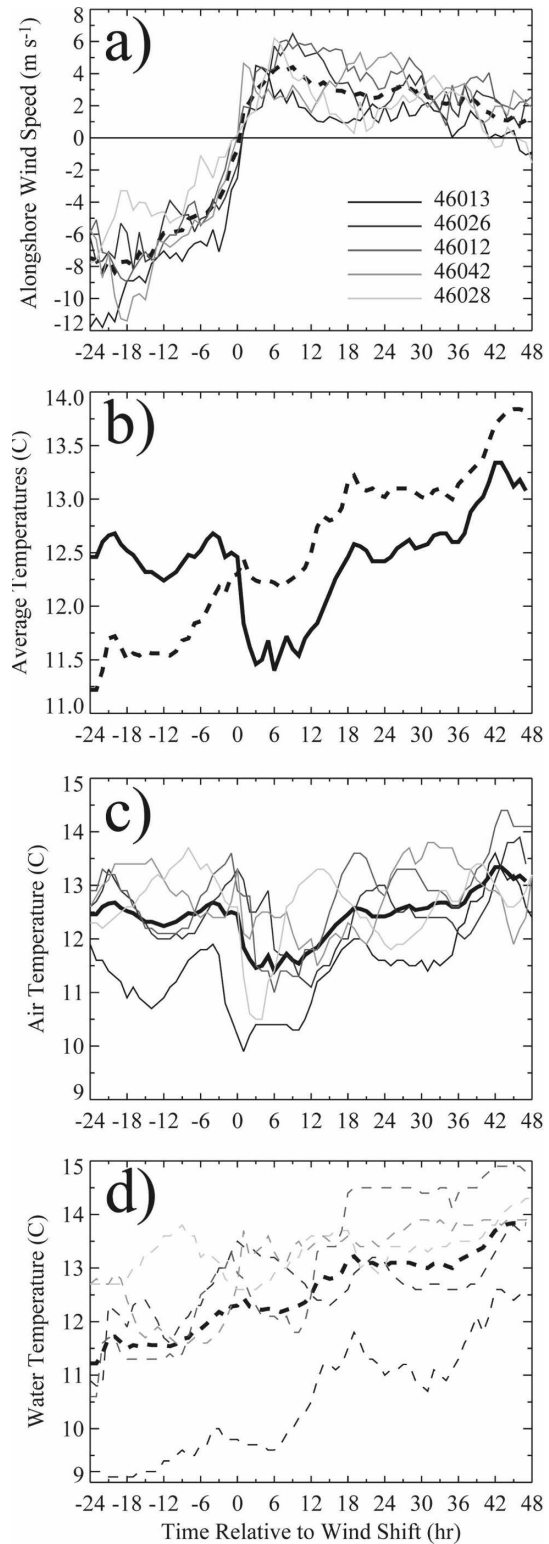 a)
Alongshore Wind Speed (m s-1)
8
6
4
2
0
-2
-4
-6
-8
-10
-12
46013
46026
46012
46042
46028
-24 -18 -12 -6 0 6 12 18 24 30 36 42 48
b)
Average Temperatures (C)
14.0
13.5
13.0
12.5
12.0
11.5
11.0
-24 -18 -12 -6 0 6 12 18 24 30 36 42 48
c)
Air Temperature (C)
15
14
13
12
11
10
9
-24 -18 -12 -6 0 6 12 18 24 30 36 42 48
d)
Water Temperature (C)
15
14
13
12
11
10
9
-24 -18 -12 -6 0 6 12 18 24 30 36 42 48
Time Relative to Wind Shift (hr)